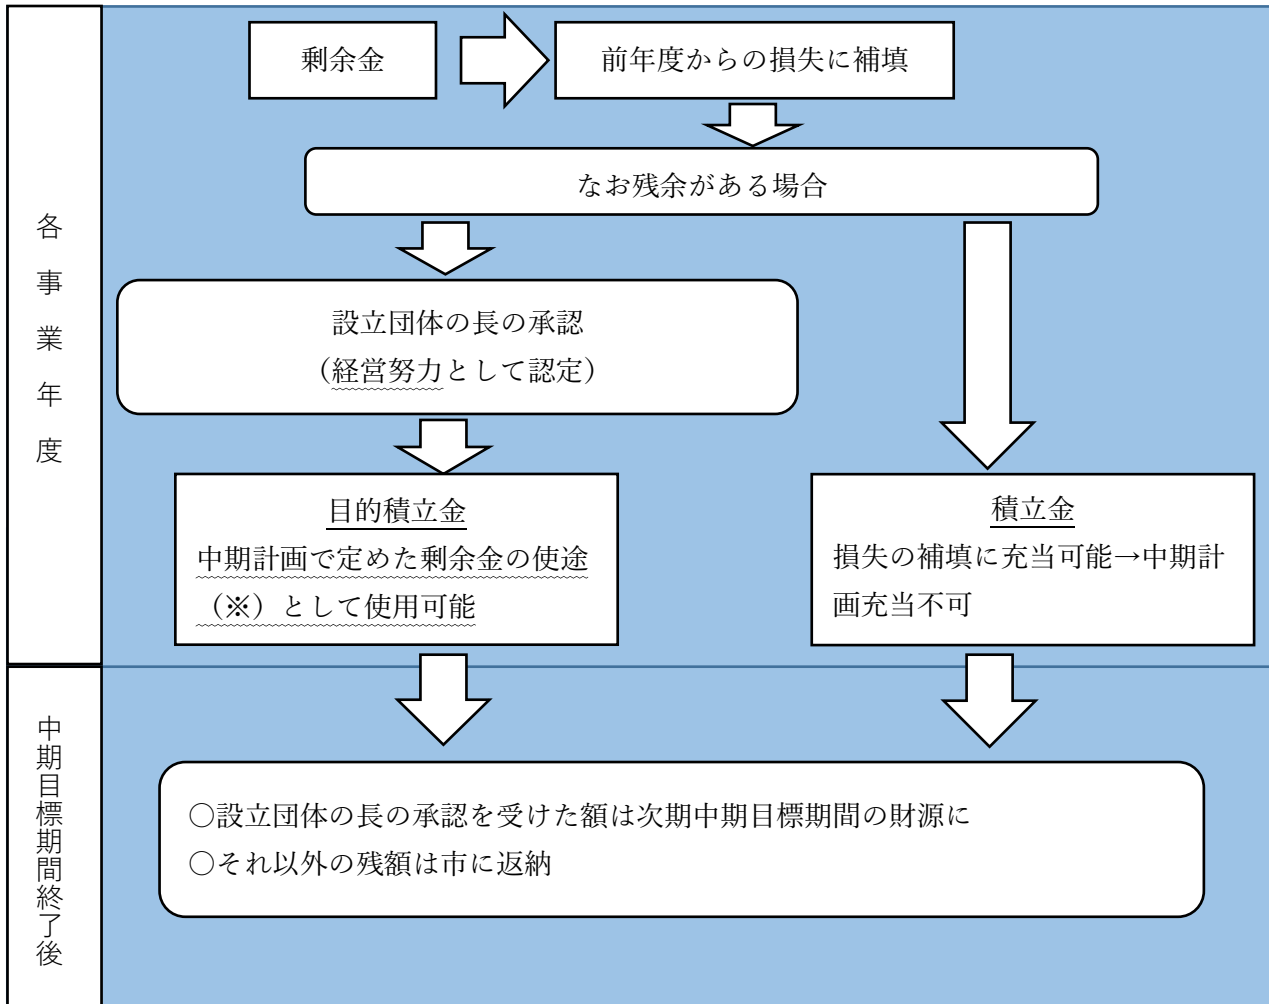 各事業年度
剰余金
前年度からの損失に補填
なお残余がある場合
設立団体の長の承認
（経営努力として認定）
目的積立金
中期計画で定めた剰余金の使途
（※）として使用可能
積立金
損失の補填に充当可能→中期計
画充当不可
中期目標期間終了後
○設立団体の長の承認を受けた額は次期中期目標期間の財源に
○それ以外の残額は市に返納